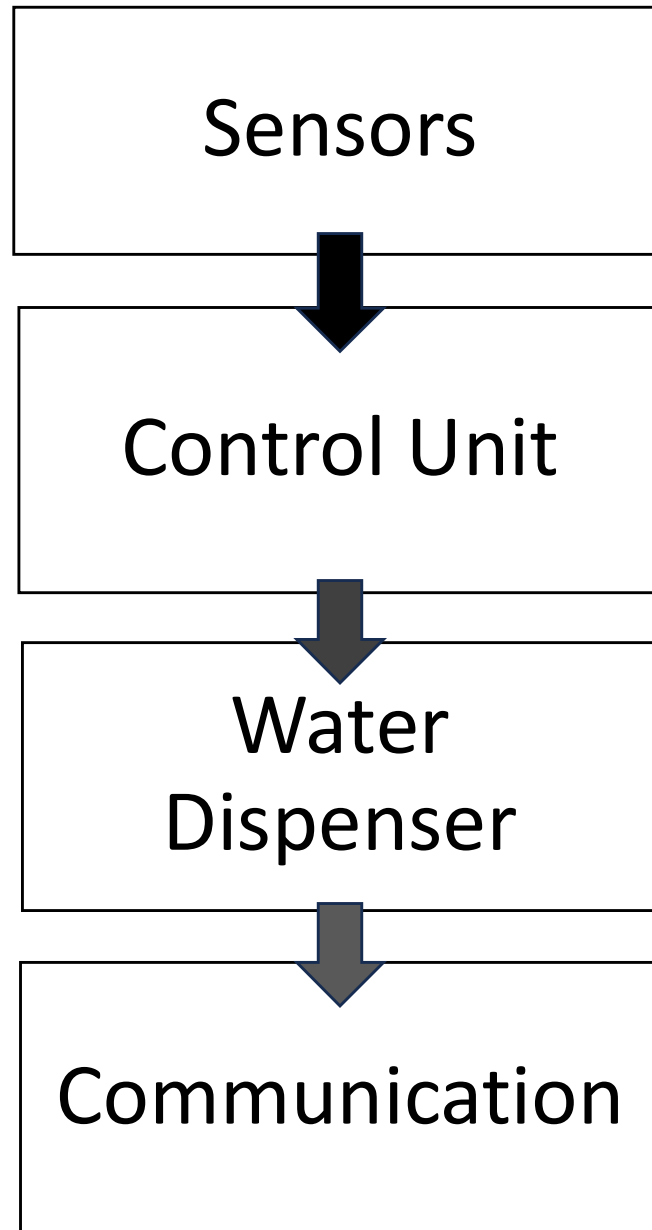 Sensors
Control Unit
Water
Dispenser
Communication